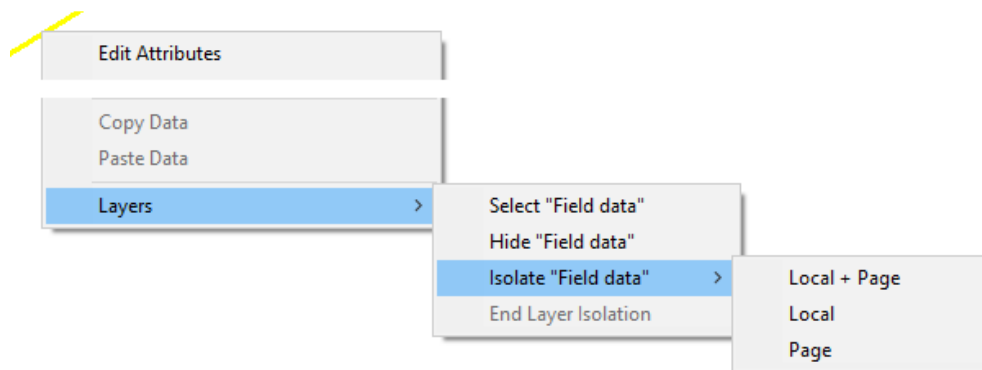 Edit Attributes
Copy Data
Paste Data
Layers
Select "Field data"
Hide "Field data"
Isolate "Field data"
End Layer Isolation
Local + Page
Local
Page